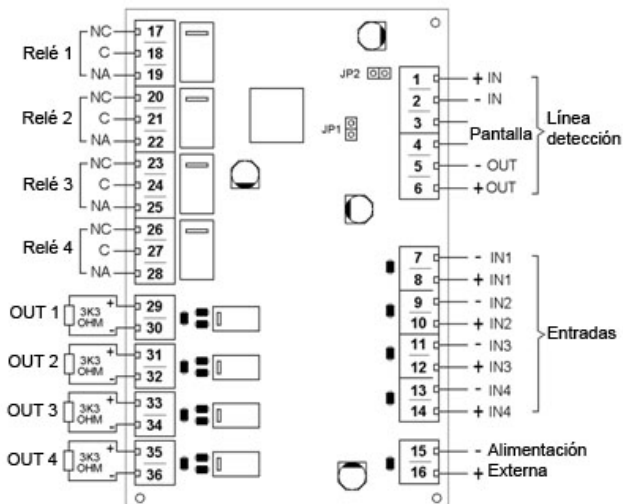 Relé 1
NC
C
NA
17
18
19
Relé 2
NC
C
NA
20
21
22
Relé 3
NC
C
NA
23
24
25
Relé 4
NC
C
NA
26
27
28
OUT 1
3K3
OHM
+
-
29
30
OUT 2
3K3
OHM
+
-
31
32
OUT 3
3K3
OHM
+
-
33
34
OUT 4
3K3
OHM
+
-
35
36
JP2
JP1
1
+ IN
2
- IN
3
Pantalla
4
5
- OUT
6
+OUT
Línea
detección
7
- IN1
8
+ IN1
9
- IN2
10
+ IN2
11
- IN3
12
+ IN3
13
- IN4
14
+ IN4
Entradas
15
- Alimentación
16
+ Externa